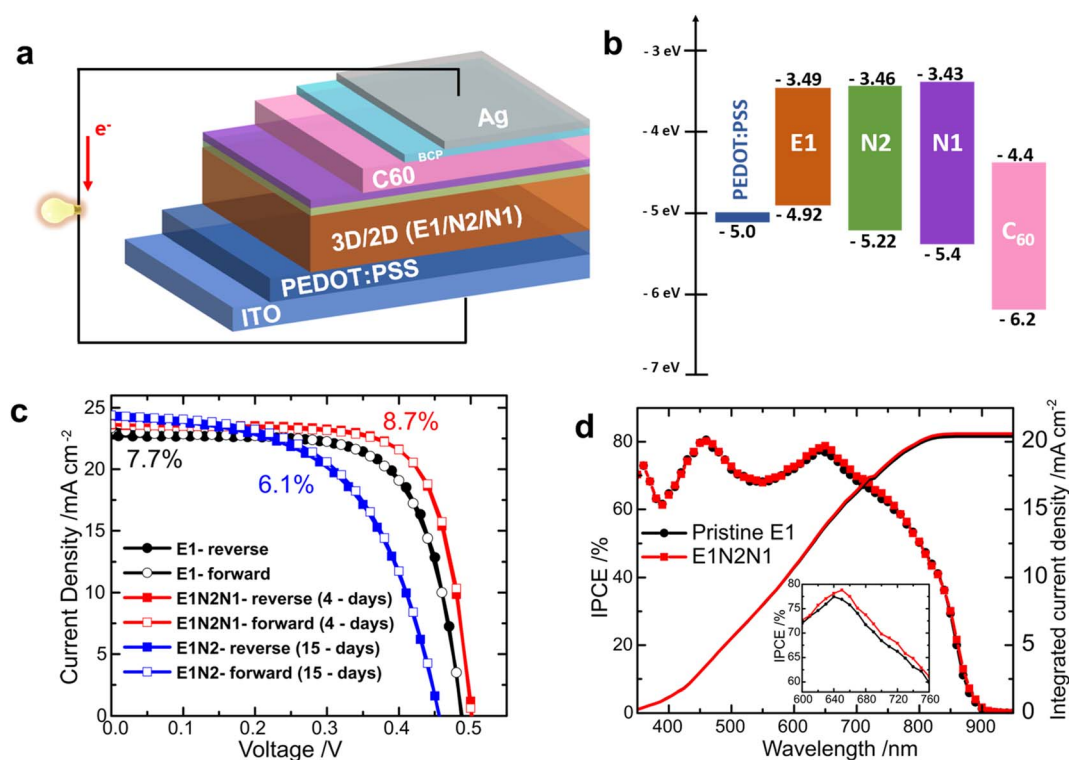 a
e-
Ag
BCP
C60
3D/2D (E1/N2/N1)
PEDOT:PSS
ITO
b
- 3 eV
- 4 eV
- 5 eV
- 6 eV
- 7 eV
PEDOT:PSS
- 5.0
- 3.49
E1
- 4.92
- 3.46
N2
- 5.22
- 3.43
N1
- 5.4
- 4.4
C60
- 6.2
c
Current Density /mA cm⁻²
25
20
15
10
5
0
7.7%
8.7%
6.1%
E1- reverse
E1- forward
E1N2N1- reverse (4 - days)
E1N2N1- forward (4 - days)
E1N2- reverse (15 - days)
E1N2- forward (15 - days)
0.0 0.1 0.2 0.3 0.4 0.5
Voltage /V
d
IPCE /%
80
60
40
20
0
Pristine E1
E1N2N1
IPCE /%
75
70
65
60
600 640 680 720 760
400 500 600 700 800 900
Wavelength /nm
20
15
10
5
0
Integrated current density /mA cm⁻²